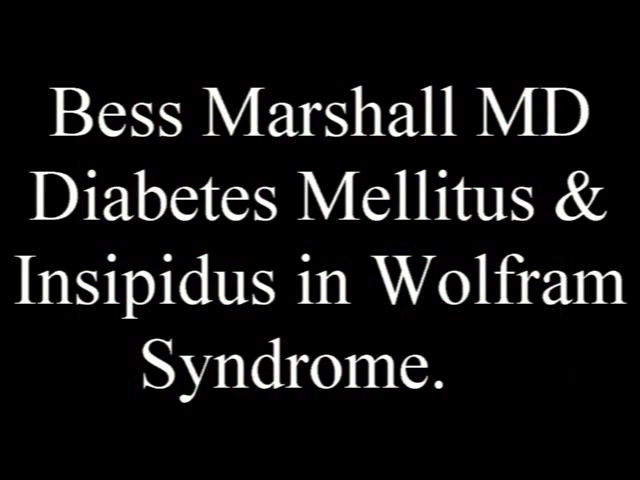 Bess Marshall MD
Diabetes Mellitus &
Insipidus in Wolfram
Syndrome.